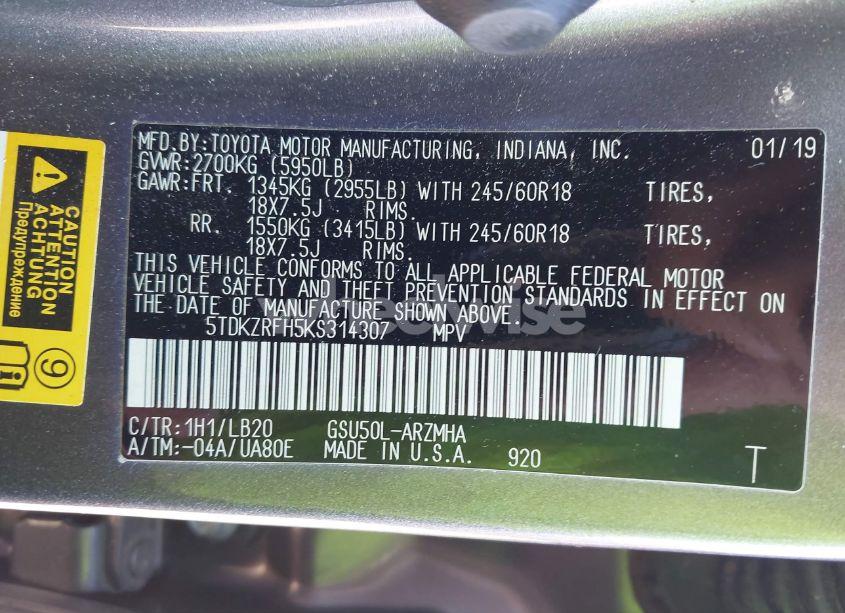 MFD.BY:TOYOTA MOTOR MANUFACTURING, INDIANA, INC. 01/19
GVWR:2700KG (5950LB)
GAWR:FRT. 1345KG (2955LB) WITH 245/60R18 TIRES,
18X7.5J RIMS.
RR. 1550KG (3415LB) WITH 245/60R18 TIRES,
18X7.5J RIMS.
THIS VEHICLE CONFORMS TO ALL APPLICABLE FEDERAL MOTOR
VEHICLE SAFETY AND THEFT PREVENTION STANDARDS IN EFFECT ON
THE DATE OF MANUFACTURE SHOWN ABOVE.
5TDKZRFH5KS314307 MPV
C/TR:1H1/LB20 GSU50L-ARZMHA
A/TM:-04A/UA80E MADE IN U.S.A. 920
T
CAUTION
ATTENTION
ACHTUNG
Предупреждение
9